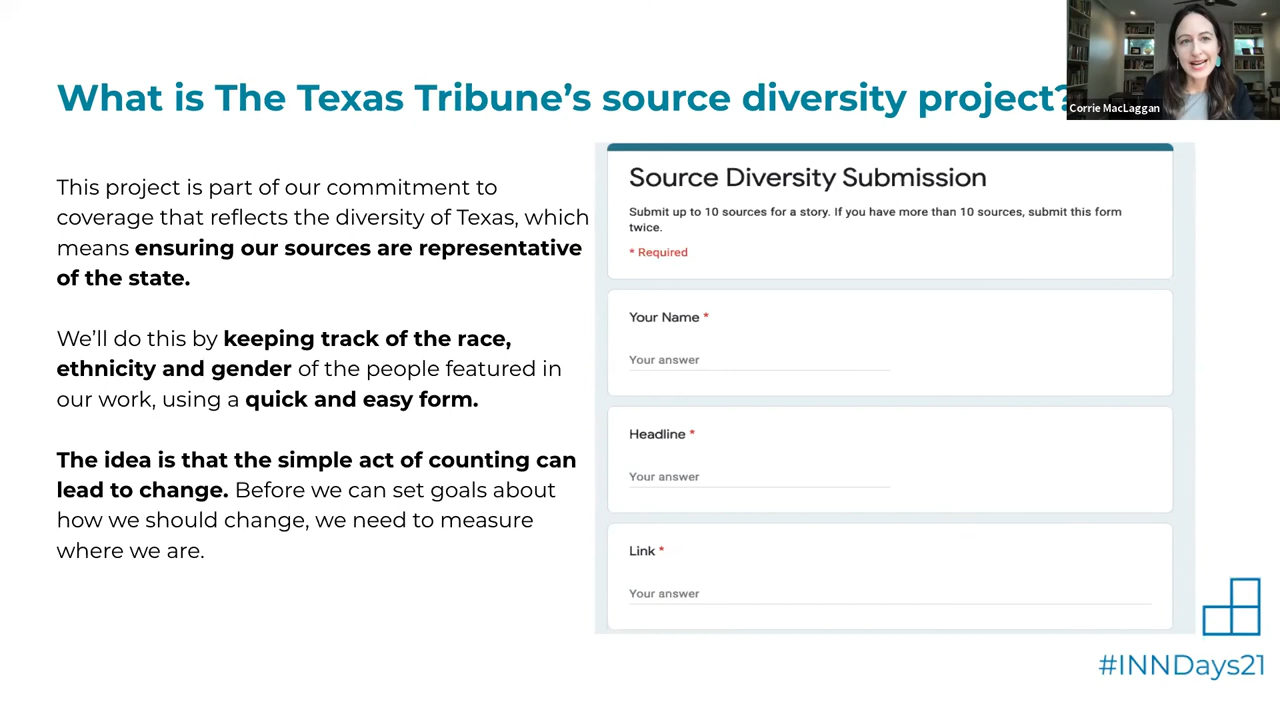 What is The Texas Tribune's source diversity project?
Corrie MacLaggan
This project is part of our commitment to
coverage that reflects the diversity of Texas, which
means ensuring our sources are representative
of the state.
We'll do this by keeping track of the race,
ethnicity and gender of the people featured in
our work, using a quick and easy form.
The idea is that the simple act of counting can
lead to change. Before we can set goals about
how we should change, we need to measure
where we are.
Source Diversity Submission
Submit up to 10 sources for a story. If you have more than 10 sources, submit this form
twice.
* Required
Your Name *
Your answer
Headline *
Your answer
Link *
Your answer
#INNDays21